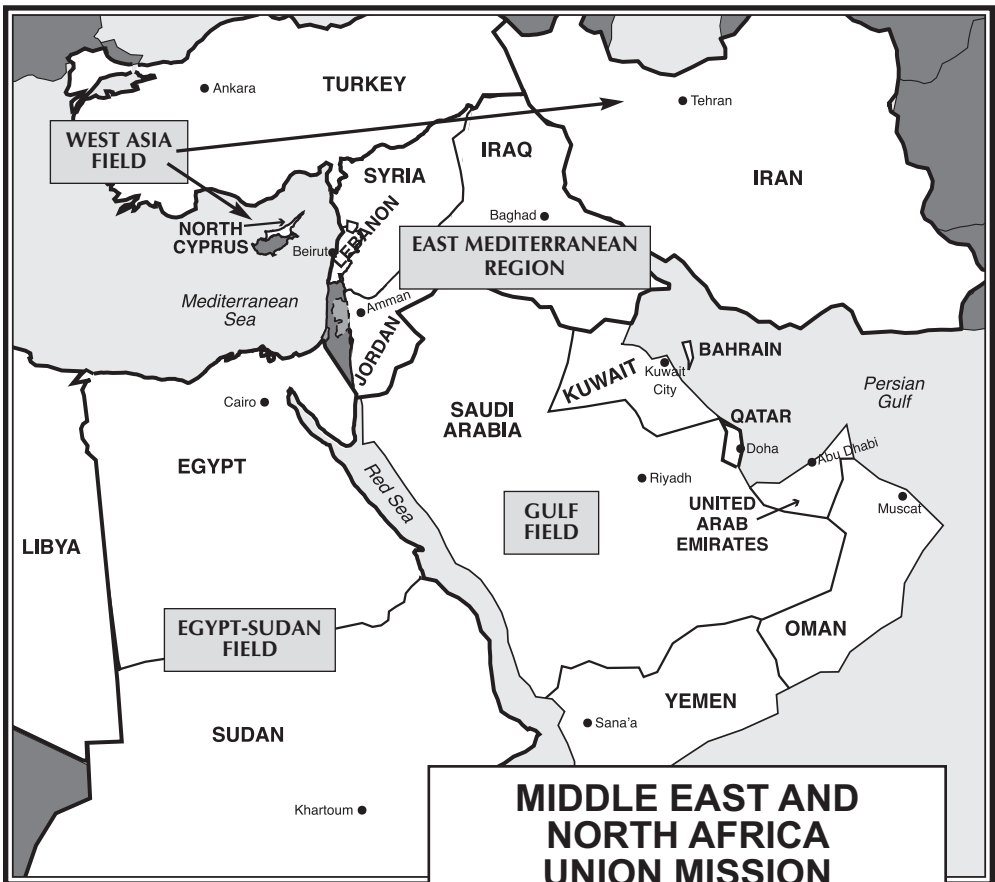 Ankara
TURKEY
Tehran
WEST ASIA
FIELD
IRAQ
SYRIA
IRAN
NORTH
CYPRUS
LEBANON
Baghad
Beirut
EAST MEDITERRANEAN
REGION
Mediterranean
Sea
Amman
JORDAN
KUWAIT
Kuwait
City
BAHRAIN
Persian
Gulf
Cairo
SAUDI
ARABIA
QATAR
Doha
Abu Dhabi
EGYPT
Red Sea
Riyadh
GULF
FIELD
UNITED
ARAB
EMIRATES
Muscat
LIBYA
EGYPT-SUDAN
FIELD
OMAN
YEMEN
Sana’a
SUDAN
Khartoum
MIDDLE EAST AND
NORTH AFRICA
UNION MISSION